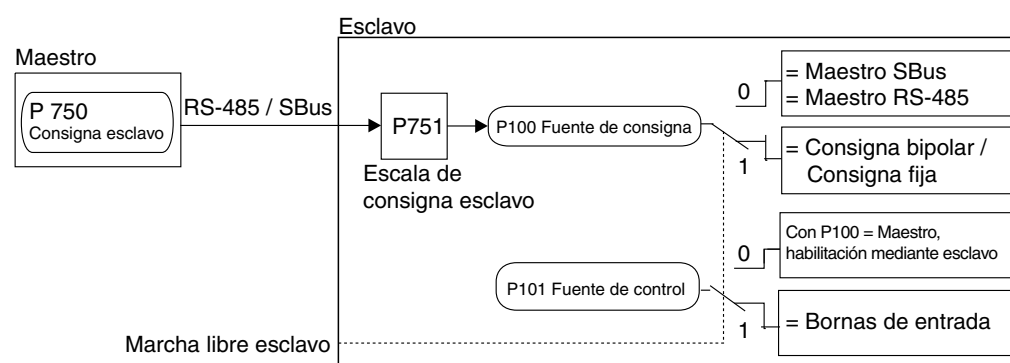 Esclavo
Maestro
P 750
Consigna esclavo
RS-485 / SBus
P751
Escala de
consigna esclavo
P100 Fuente de consigna
0
= Maestro SBus
= Maestro RS-485
1
= Consigna bipolar /
Consigna fija
0
Con P100 = Maestro,
habilitación mediante esclavo
P101 Fuente de control
1
= Bornas de entrada
Marcha libre esclavo